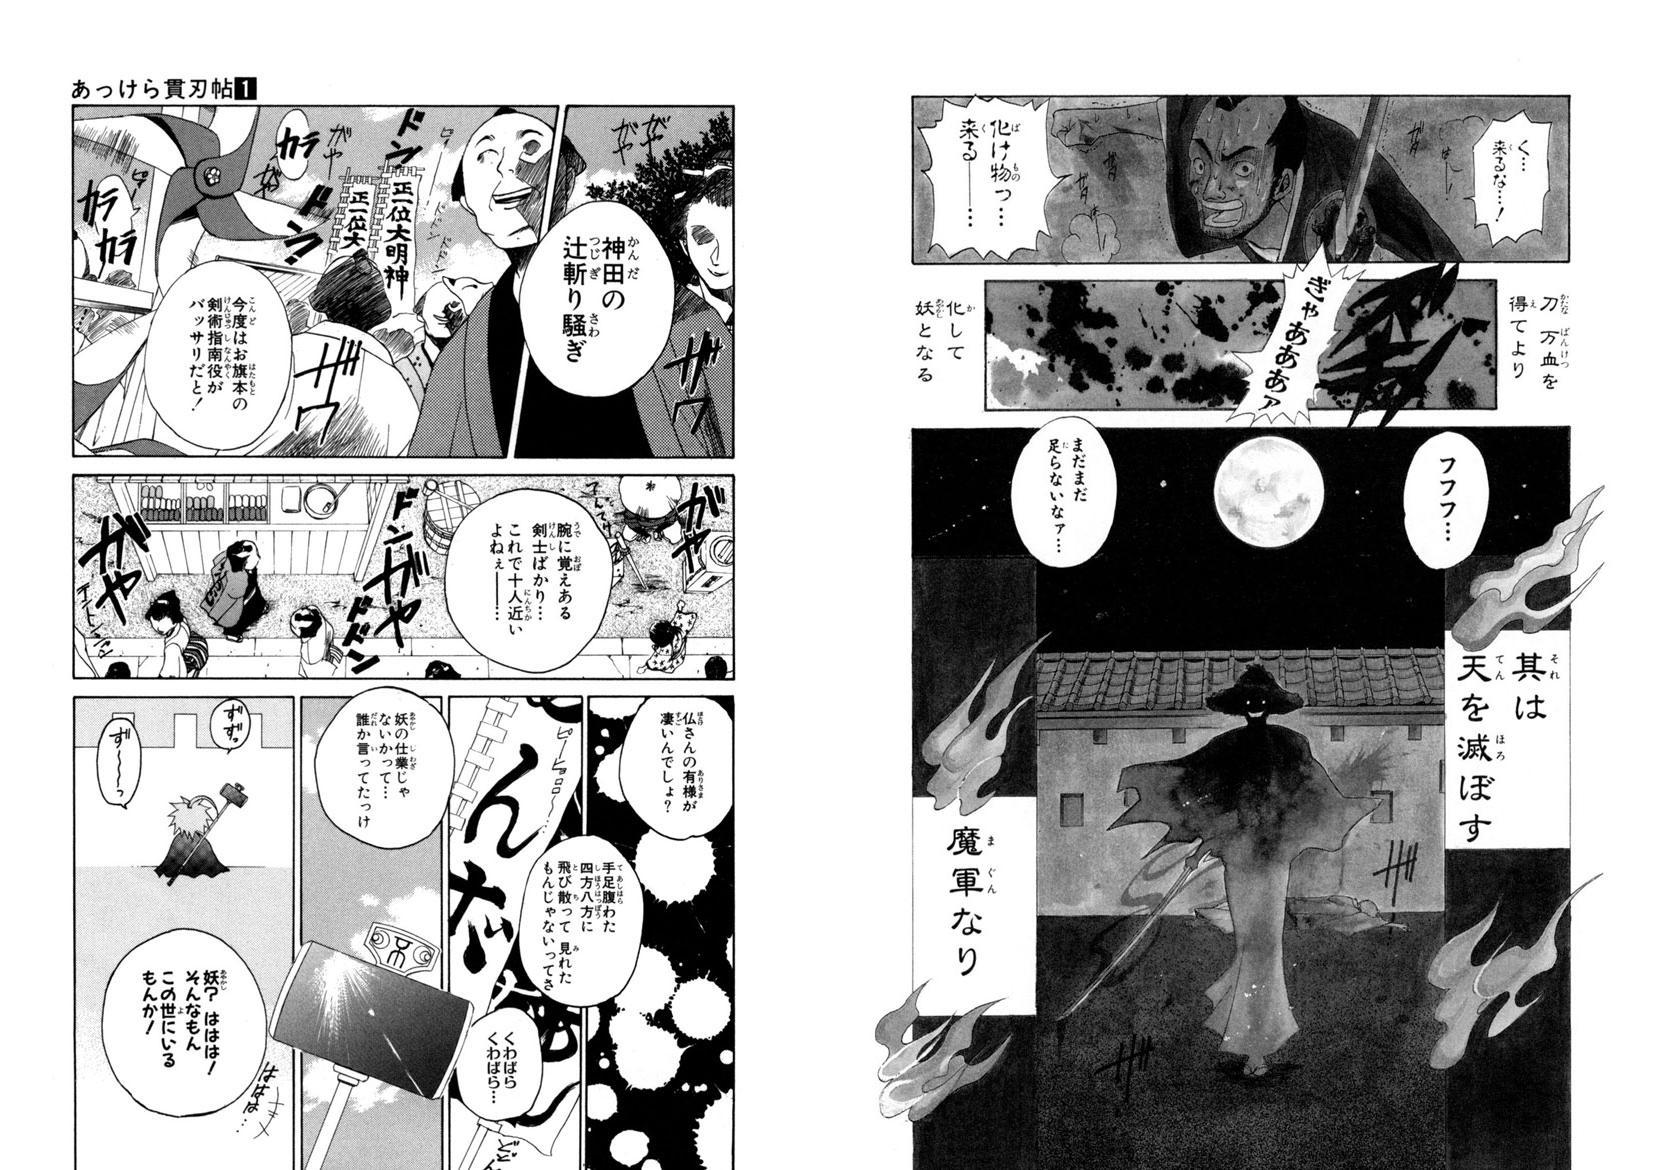 く…
来るな…！
化け物っ…
来る———…
ぎゃあああァ
刀 万血を
得てより
化して
妖となる
フフフ…
まだまだ
足らないなァ…
其は
天を滅ぼす
魔軍なり
ザザ
ザザ
あっけら貫刃帖1
神田の
辻斬り騒ぎ
ドン
ガヤ
カラ
カラ
カラ
正一位大明神
正一位大
今度はお旗本の
剣術指南役が
バッサリだと！
ザワ
ザワ
腕に覚えある
剣士ばかり…
これで十人近い
よねぇ———…
ガヤ
ガヤ
ドン
ガヤ
ドドン
ガヤ
仏さんの有様が
凄いんでしょ？
手足腹わた
四方八方に
飛び散って 見れた
もんじゃないってさ
くわばら
くわばら…
妖の仕業じゃ
ないかって…
誰か言ってたっけ
ずずっ
ず〜〜〜っ
妖？ ははは！
そんなもん
この世にいる
もんか！
ははは…